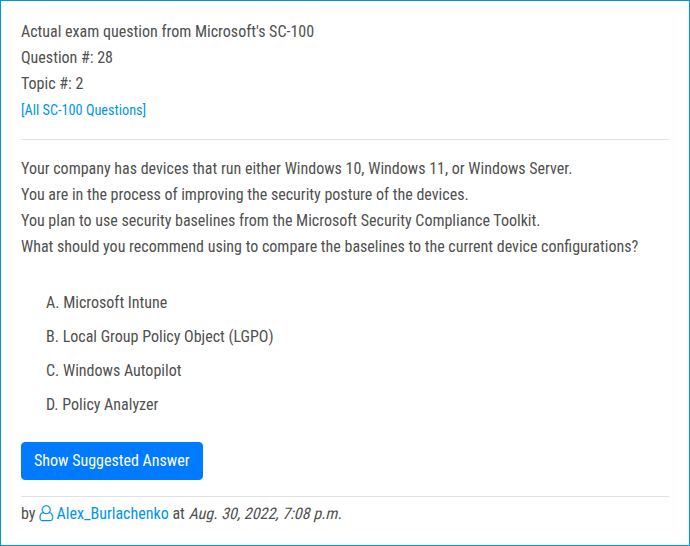 Actual exam question from Microsoft's SC-100
Question #: 28
Topic #: 2
[All SC-100 Questions]
Your company has devices that run either Windows 10, Windows 11, or Windows Server.
You are in the process of improving the security posture of the devices.
You plan to use security baselines from the Microsoft Security Compliance Toolkit.
What should you recommend using to compare the baselines to the current device configurations?
A. Microsoft Intune
B. Local Group Policy Object (LGPO)
C. Windows Autopilot
D. Policy Analyzer
Show Suggested Answer
by Alex_Burlachenko at Aug. 30, 2022, 7:08 p.m.